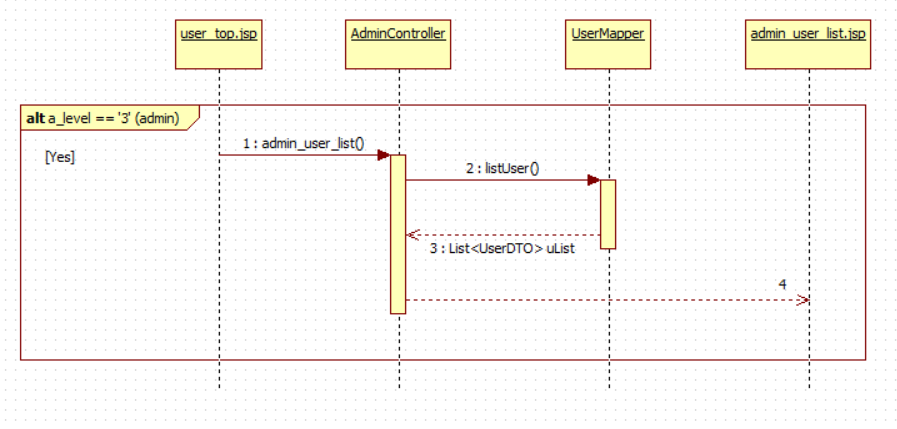 user_top.jsp
AdminController
UserMapper
admin_user_list.jsp
alt a_level == '3' (admin)
[Yes]
1 : admin_user_list()
2 : listUser()
3 : List<UserDTO> uList
4